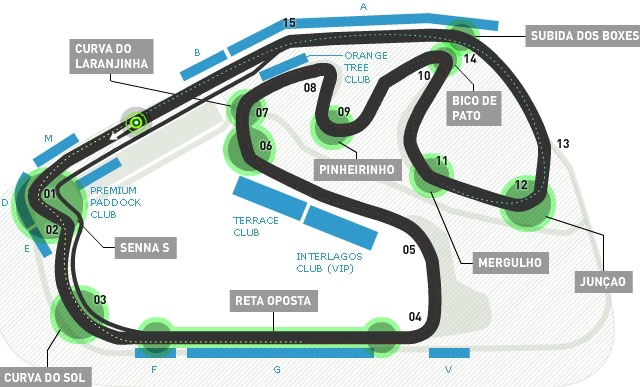 A
15
SUBIDA DOS BOXES
CURVA DO
LARANJINHA
B
ORANGE
TREE
CLUB
14
10
08
BICO DE
PATO
07
09
M
13
06
PINHEIRINHO
11
12
D
01
PREMIUM
PADDOCK
CLUB
TERRACE
CLUB
02
05
E
SENNA S
INTERLAGOS
CLUB (VIP)
MERGULHO
JUNÇAO
03
RETA OPOSTA
04
CURVA DO SOL
F
G
V